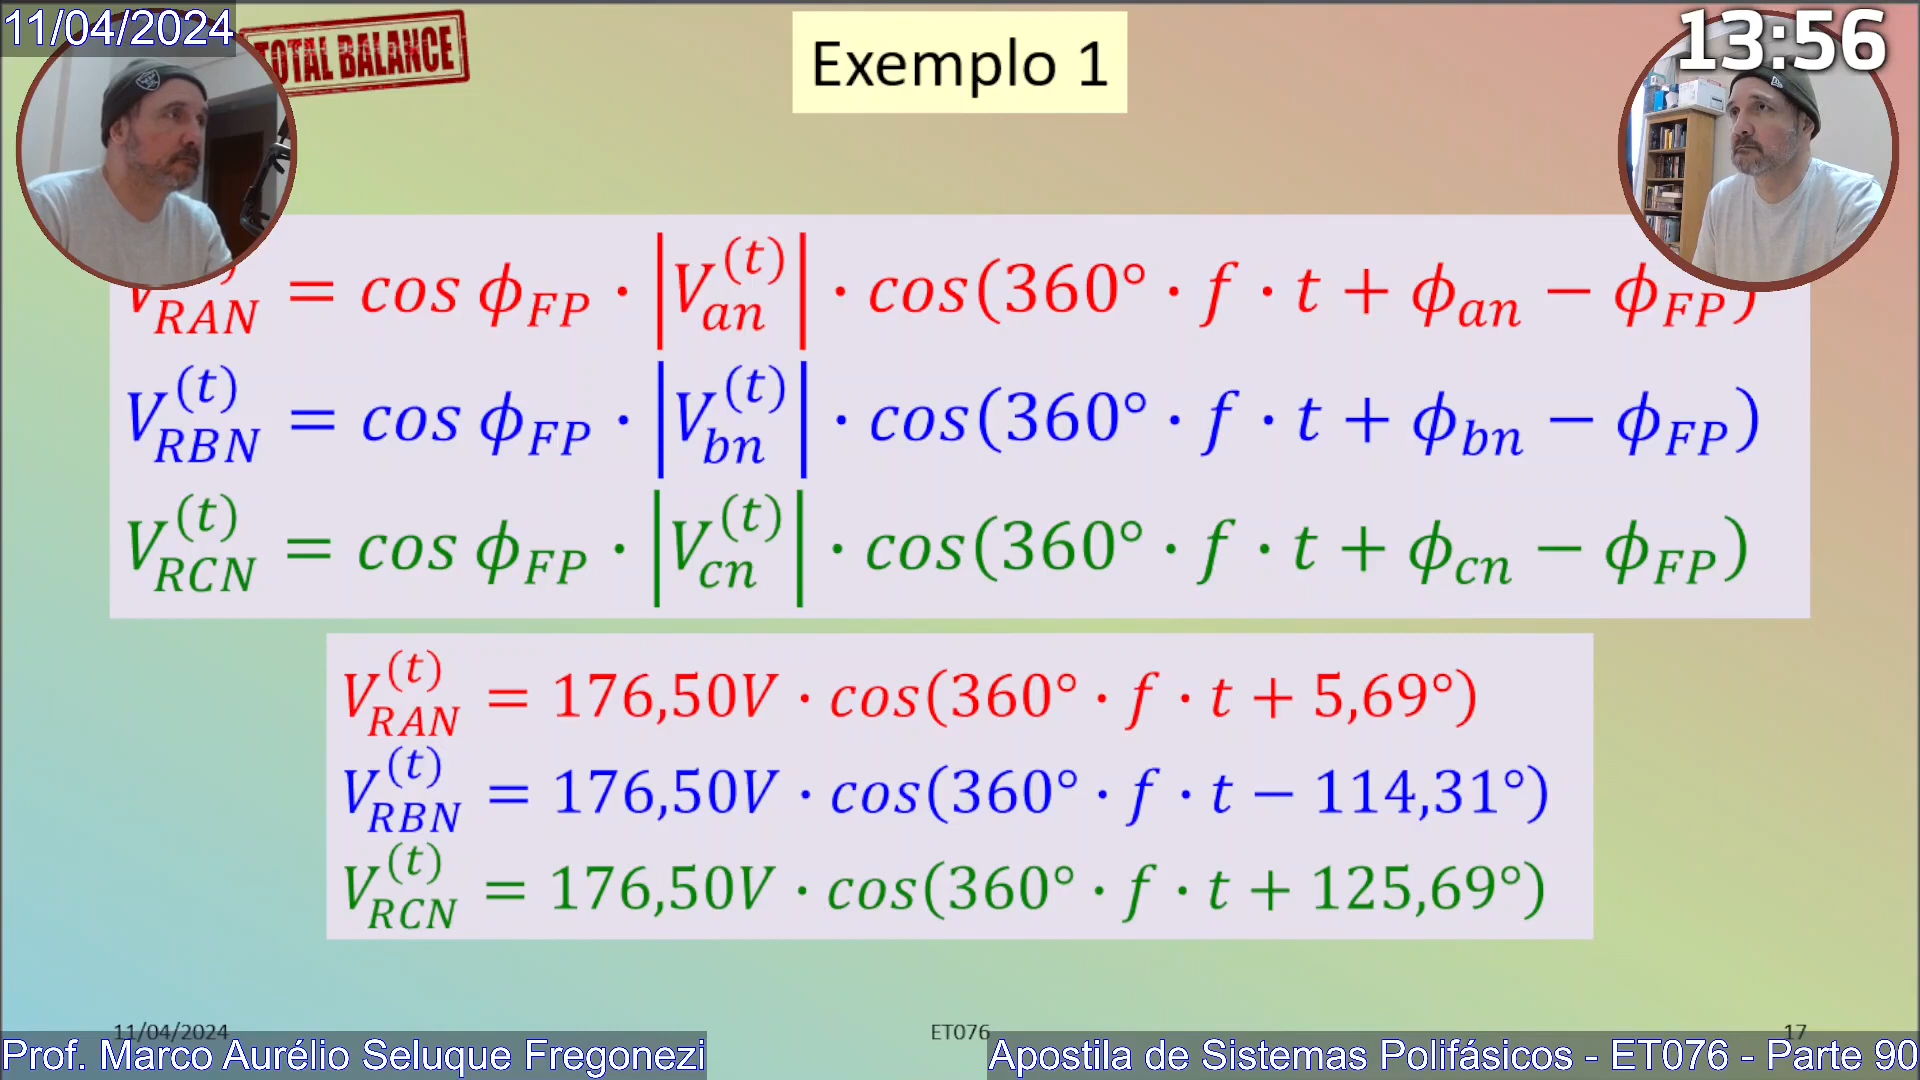 11/04/2024
TOTAL BALANCE
Exemplo 1
13:56
V_RAN = cos ϕ_FP · |V_an^(t)| · cos(360° · f · t + ϕ_an − ϕ_FP)
V_RBN^(t) = cos ϕ_FP · |V_bn^(t)| · cos(360° · f · t + ϕ_bn − ϕ_FP)
V_RCN^(t) = cos ϕ_FP · |V_cn^(t)| · cos(360° · f · t + ϕ_cn − ϕ_FP)
V_RAN^(t) = 176,50V · cos(360° · f · t + 5,69°)
V_RBN^(t) = 176,50V · cos(360° · f · t − 114,31°)
V_RCN^(t) = 176,50V · cos(360° · f · t + 125,69°)
11/04/2024
ET076
17
Prof. Marco Aurélio Seluque Fregonezi
Apostila de Sistemas Polifásicos - ET076 - Parte 90